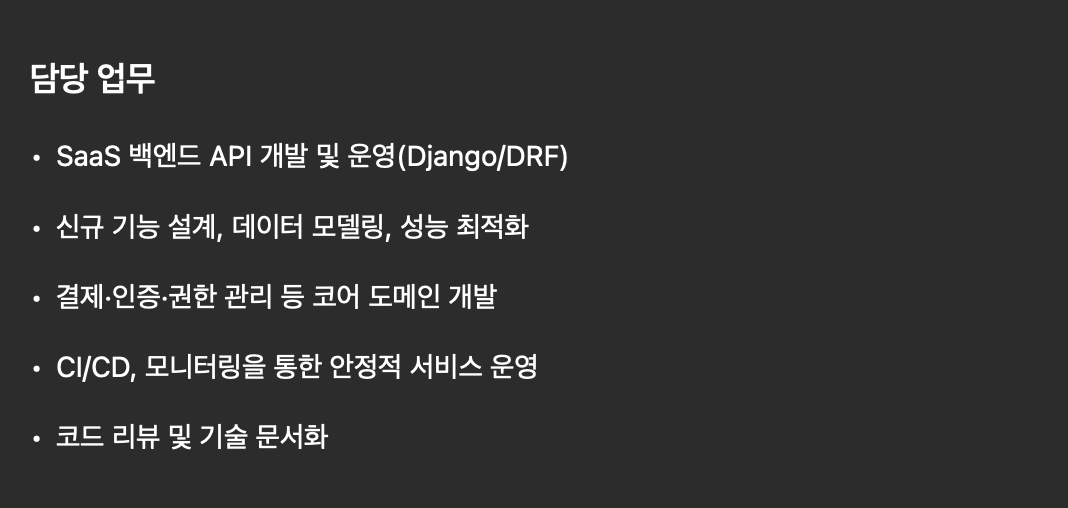 담당 업무
• SaaS 백엔드 API 개발 및 운영(Django/DRF)
• 신규 기능 설계, 데이터 모델링, 성능 최적화
• 결제·인증·권한 관리 등 코어 도메인 개발
• CI/CD, 모니터링을 통한 안정적 서비스 운영
• 코드 리뷰 및 기술 문서화